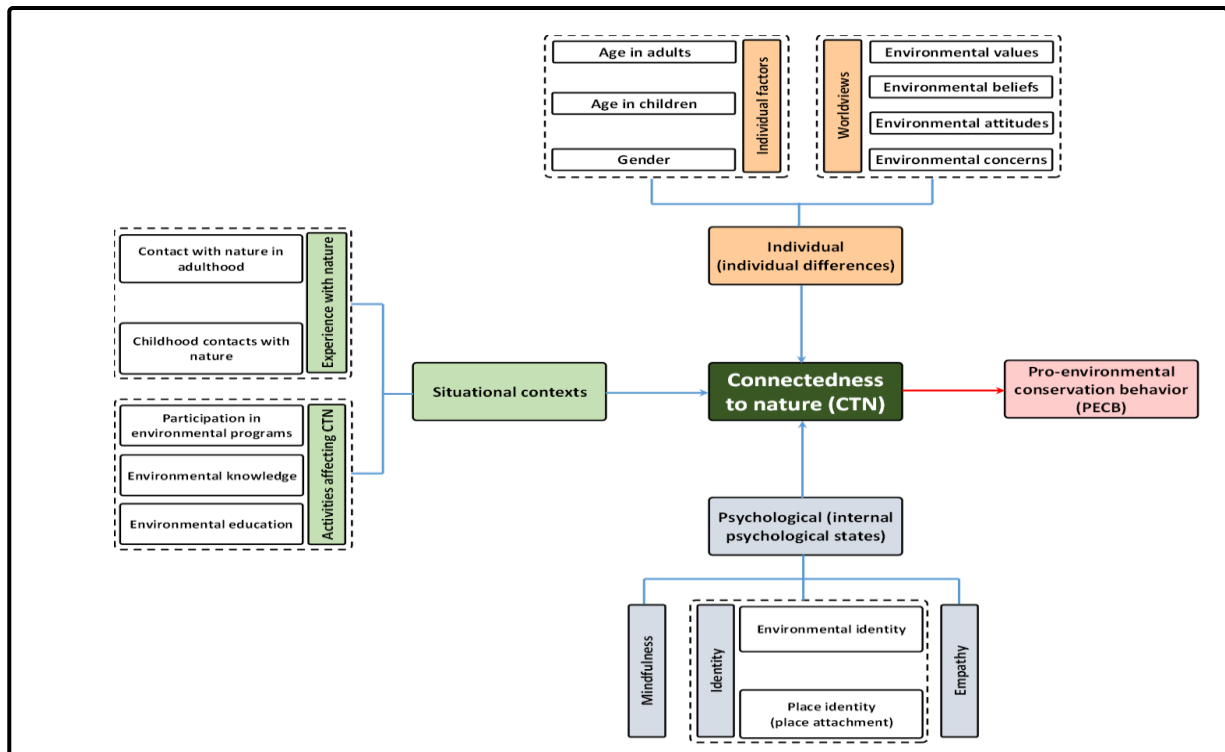 Age in adults
Age in children
Gender
Individual factors
Worldviews
Environmental values
Environmental beliefs
Environmental attitudes
Environmental concerns
Individual
(individual differences)
Contact with nature in
adulthood
Childhood contacts with
nature
Experience with nature
Participation in
environmental programs
Environmental knowledge
Environmental education
Activities affecting CTN
Situational contexts
Connectedness
to nature (CTN)
Pro-environmental
conservation behavior
(PECB)
Psychological (internal
psychological states)
Mindfulness
Identity
Environmental identity
Place identity
(place attachment)
Empathy